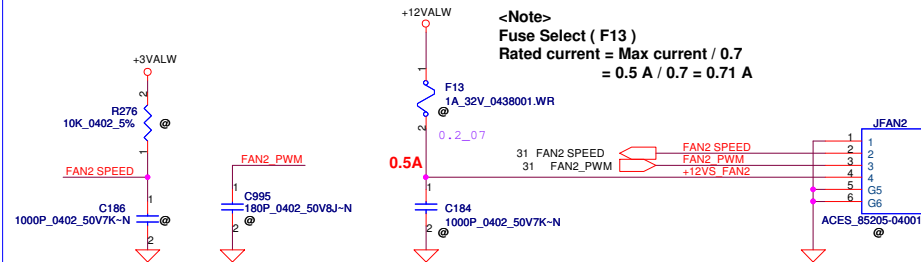 +12VALW
<Note>
Fuse Select ( F13 )
Rated current = Max current / 0.7
= 0.5 A / 0.7 = 0.71 A
+3VALW
2
R276
10K_0402_5%
@
1
FAN2 SPEED
C186
1000P_0402_50V7K~N
1
2
@
FAN2_PWM
1
C995
180P_0402_50V8J~N
@
2
1
F13
1A_32V_0438001.WR
@
2
0.2_07
0.5A
1
C184
1000P_0402_50V7K~N
2
@
31 FAN2 SPEED
31 FAN2_PWM
FAN2 SPEED
FAN2_PWM
+12VS_FAN2
JFAN2
1 1
2 2
3 3
4 4
5 G5
6 G6
ACES_85205-04001
@